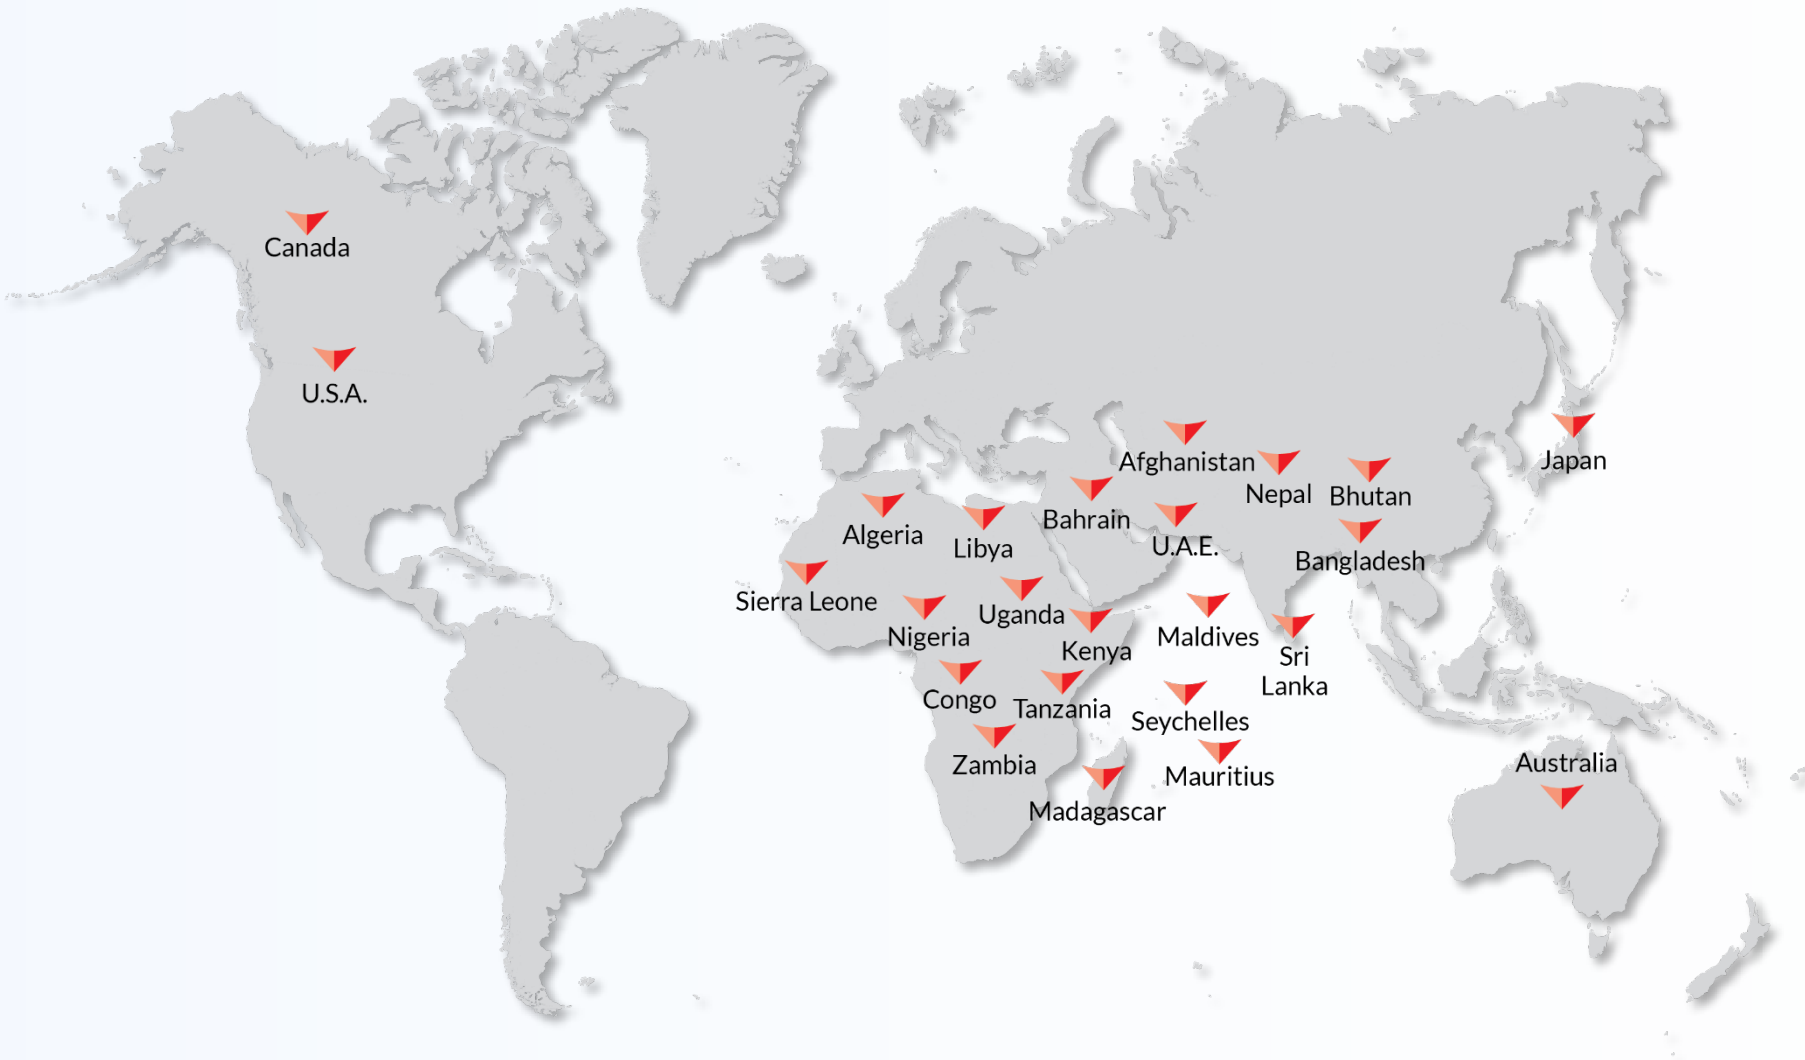 Canada
U.S.A.
Afghanistan
Japan
Nepal
Bhutan
Bahrain
Algeria
Libya
U.A.E.
Bangladesh
Sierra Leone
Uganda
Nigeria
Maldives
Kenya
Sri
Lanka
Congo
Tanzania
Seychelles
Zambia
Mauritius
Australia
Madagascar